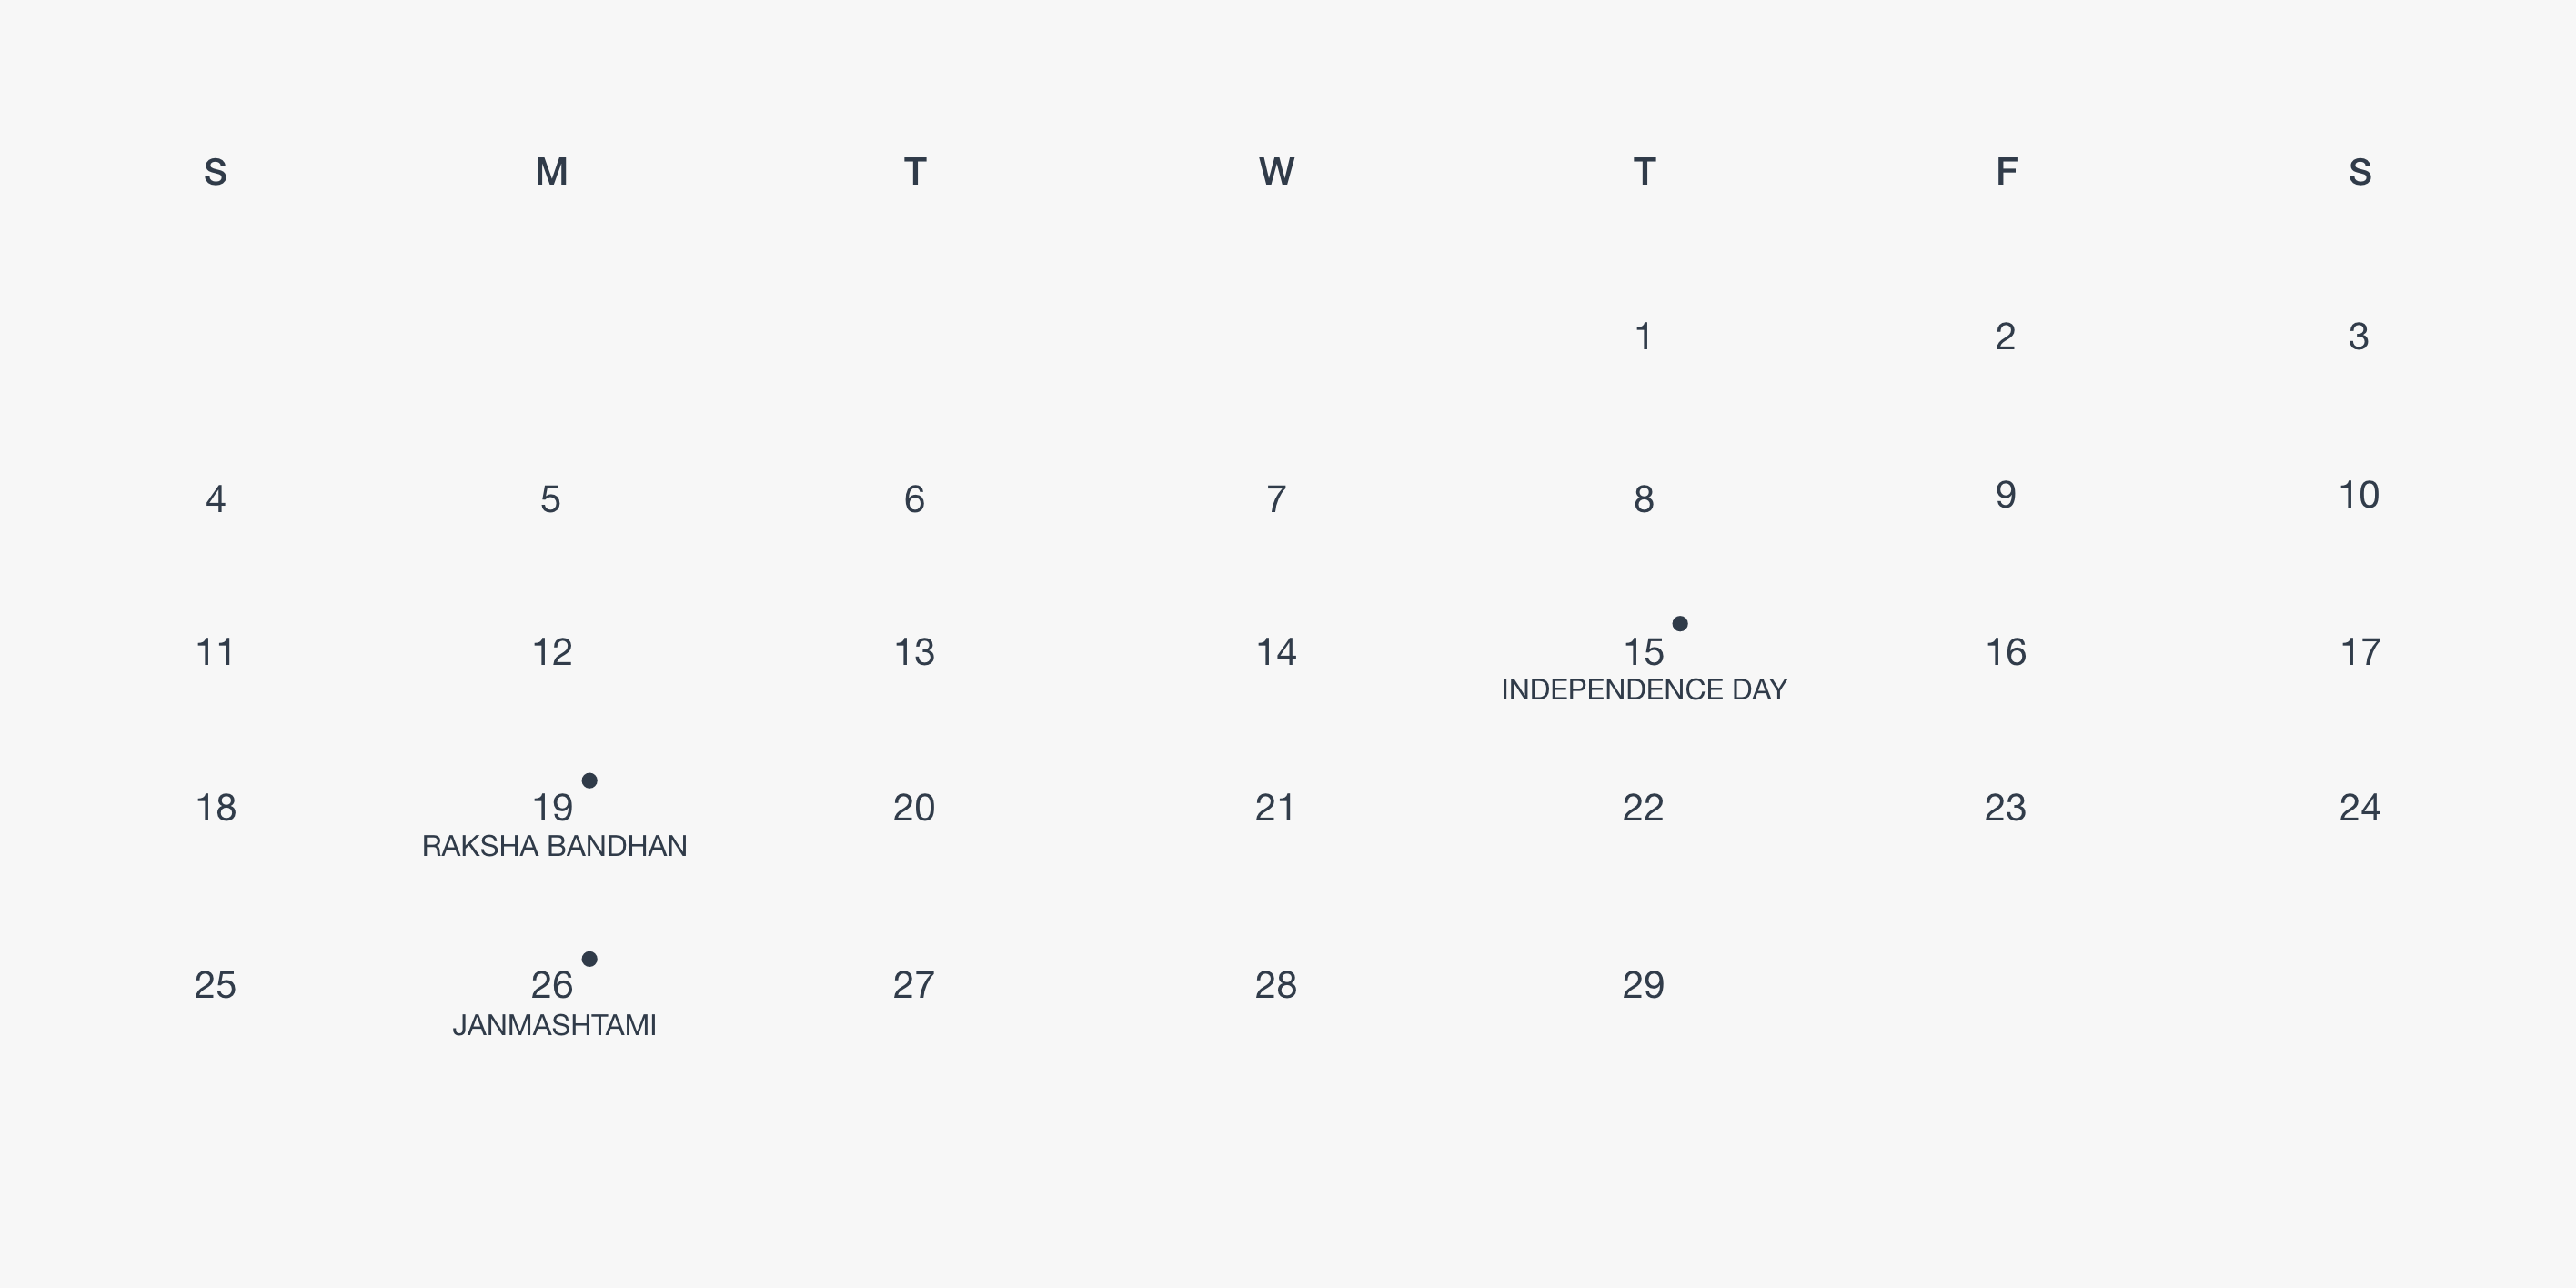 S M T W T F S
1 2 3
4 5 6 7 8 9 10
11 12 13 14 15 16 17
INDEPENDENCE DAY
18 19 20 21 22 23 24
RAKSHA BANDHAN
25 26 27 28 29
JANMASHTAMI